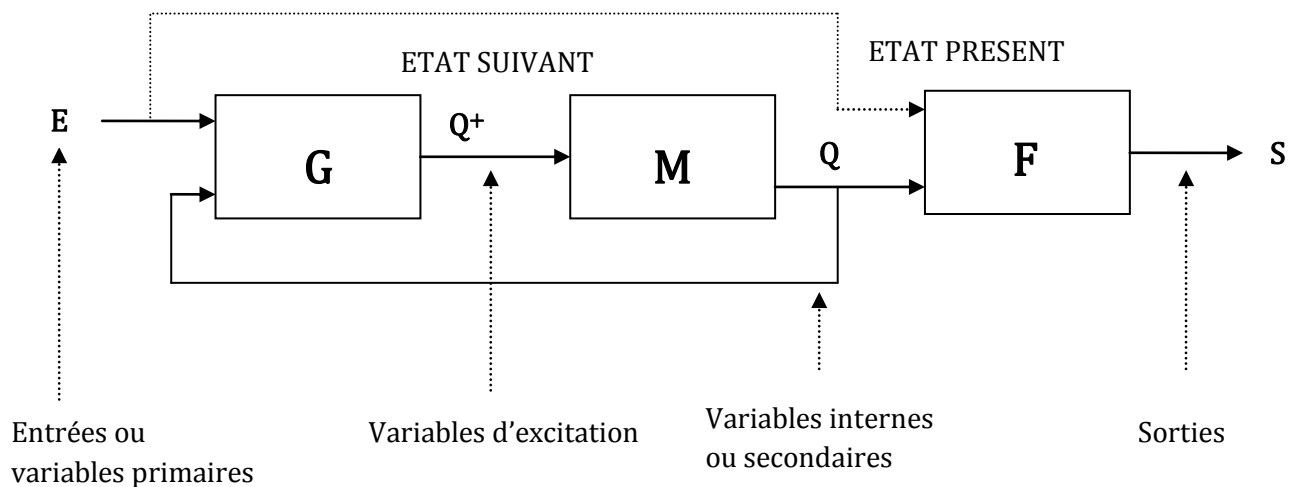 ETAT PRESENT
ETAT SUIVANT
E
G
Q⁺
M
Q
F
S
Entrées ou
variables primaires
Variables d’excitation
Variables internes
ou secondaires
Sorties